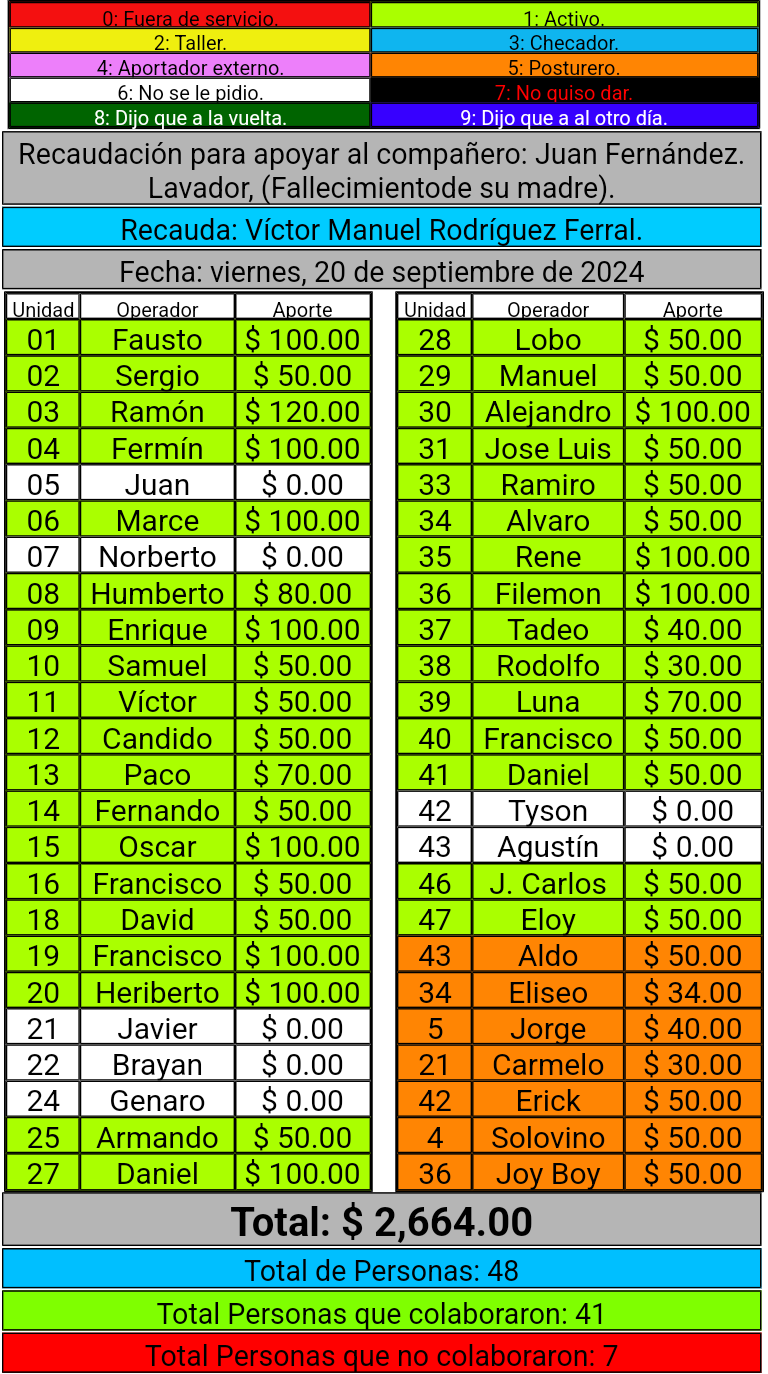 0: Fuera de servicio. 1: Activo.
2: Taller. 3: Checador.
4: Aportador externo. 5: Posturero.
6: No se le pidio. 7: No quiso dar.
8: Dijo que a la vuelta. 9: Dijo que a al otro día.
Recaudación para apoyar al compañero: Juan Fernández.
Lavador, (Fallecimientode su madre).
Recauda: Víctor Manuel Rodríguez Ferral.
Fecha: viernes, 20 de septiembre de 2024
Unidad Operador Aporte Unidad Operador Aporte
01 Fausto $ 100.00 28 Lobo $ 50.00
02 Sergio $ 50.00 29 Manuel $ 50.00
03 Ramón $ 120.00 30 Alejandro $ 100.00
04 Fermín $ 100.00 31 Jose Luis $ 50.00
05 Juan $ 0.00 33 Ramiro $ 50.00
06 Marce $ 100.00 34 Alvaro $ 50.00
07 Norberto $ 0.00 35 Rene $ 100.00
08 Humberto $ 80.00 36 Filemon $ 100.00
09 Enrique $ 100.00 37 Tadeo $ 40.00
10 Samuel $ 50.00 38 Rodolfo $ 30.00
11 Víctor $ 50.00 39 Luna $ 70.00
12 Candido $ 50.00 40 Francisco $ 50.00
13 Paco $ 70.00 41 Daniel $ 50.00
14 Fernando $ 50.00 42 Tyson $ 0.00
15 Oscar $ 100.00 43 Agustín $ 0.00
16 Francisco $ 50.00 46 J. Carlos $ 50.00
18 David $ 50.00 47 Eloy $ 50.00
19 Francisco $ 100.00 43 Aldo $ 50.00
20 Heriberto $ 100.00 34 Eliseo $ 34.00
21 Javier $ 0.00 5 Jorge $ 40.00
22 Brayan $ 0.00 21 Carmelo $ 30.00
24 Genaro $ 0.00 42 Erick $ 50.00
25 Armando $ 50.00 4 Solovino $ 50.00
27 Daniel $ 100.00 36 Joy Boy $ 50.00
Total: $ 2,664.00
Total de Personas: 48
Total Personas que colaboraron: 41
Total Personas que no colaboraron: 7